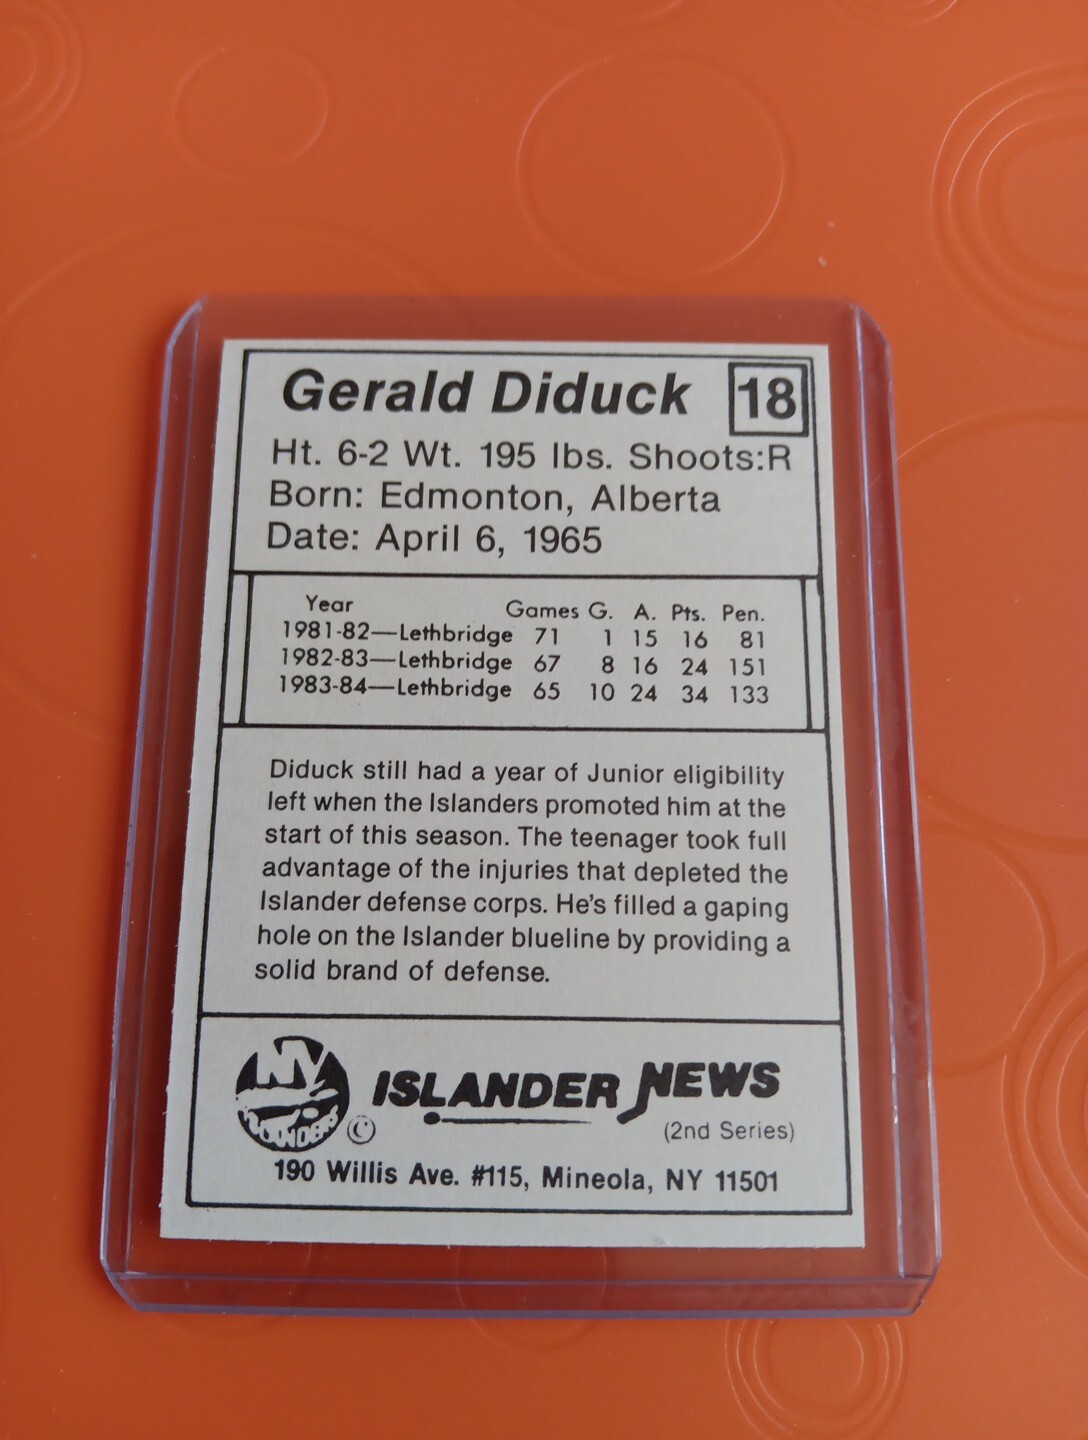 Gerald Diduck 18
Ht. 6-2 Wt. 195 lbs. Shoots:R
Born: Edmonton, Alberta
Date: April 6, 1965
Year Games G. A. Pts. Pen.
1981-82—Lethbridge 71 1 15 16 81
1982-83—Lethbridge 67 8 16 24 151
1983-84—Lethbridge 65 10 24 34 133
Diduck still had a year of Junior eligibility
left when the Islanders promoted him at the
start of this season. The teenager took full
advantage of the injuries that depleted the
Islander defense corps. He's filled a gaping
hole on the Islander blueline by providing a
solid brand of defense.
NY
ISLANDERS © ISLANDER NEWS
(2nd Series)
190 Willis Ave. #115, Mineola, NY 11501